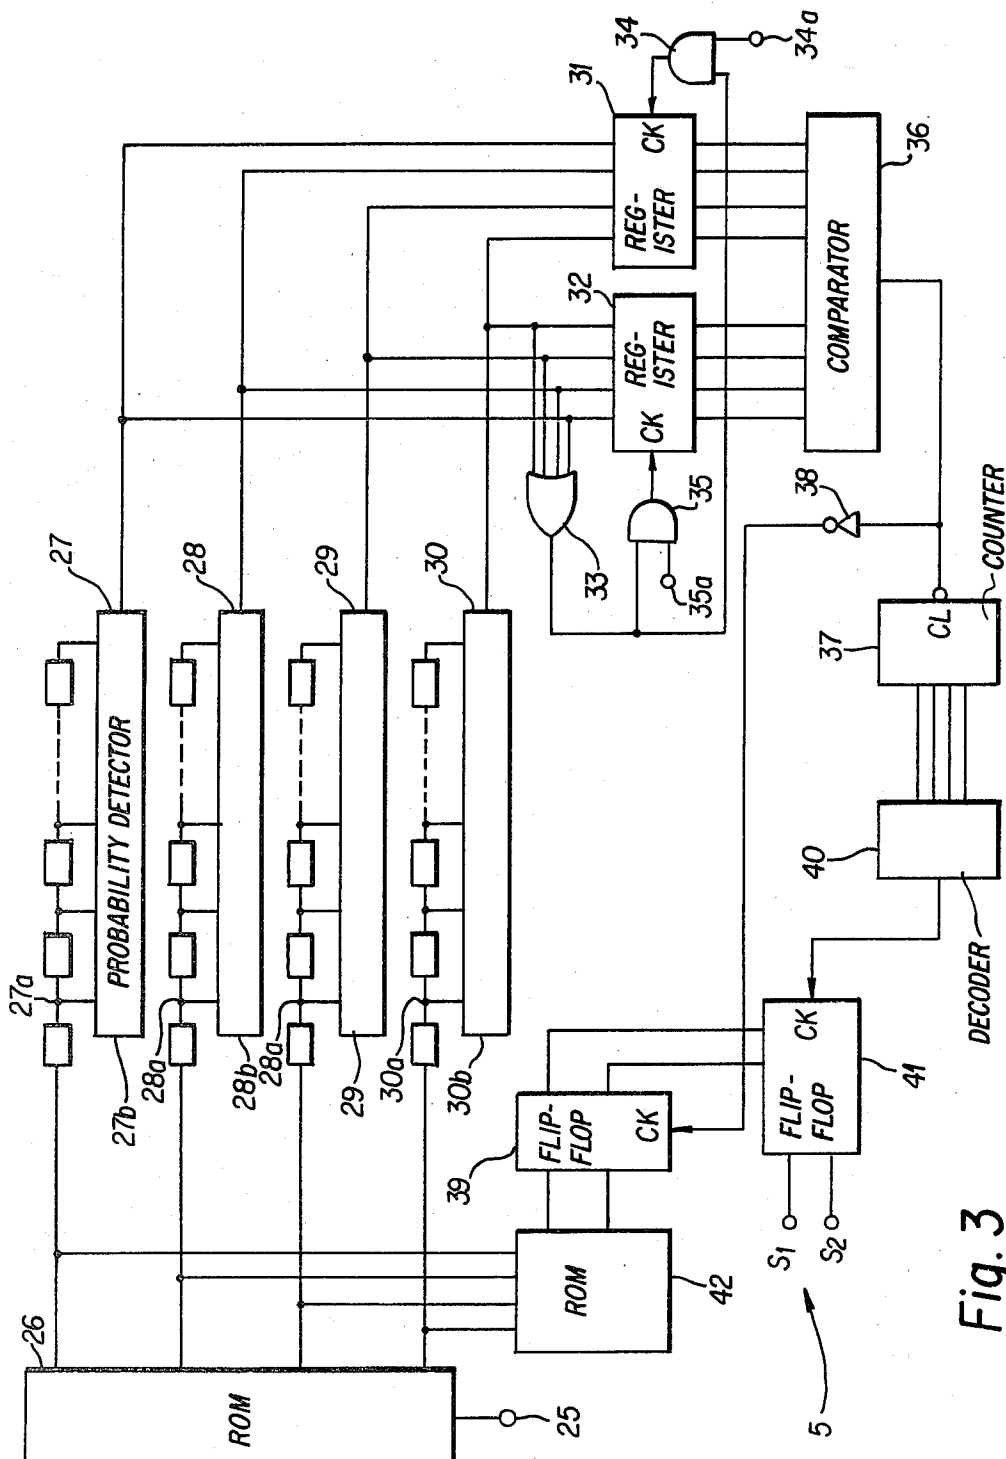 27a
27
PROBABILITY DETECTOR
27b
28a
28
28b
28a
29
29
30a
30
30b
26
ROM
25
33
32
REG-
ISTER
CK
31
REG-
ISTER
CK
34
34a
35
35a
COMPARATOR
36
38
37
CL
COUNTER
40
DECODER
39
FLIP-
FLOP
CK
41
FLIP-
FLOP
CK
S1
S2
ROM
42
5
Fig. 3